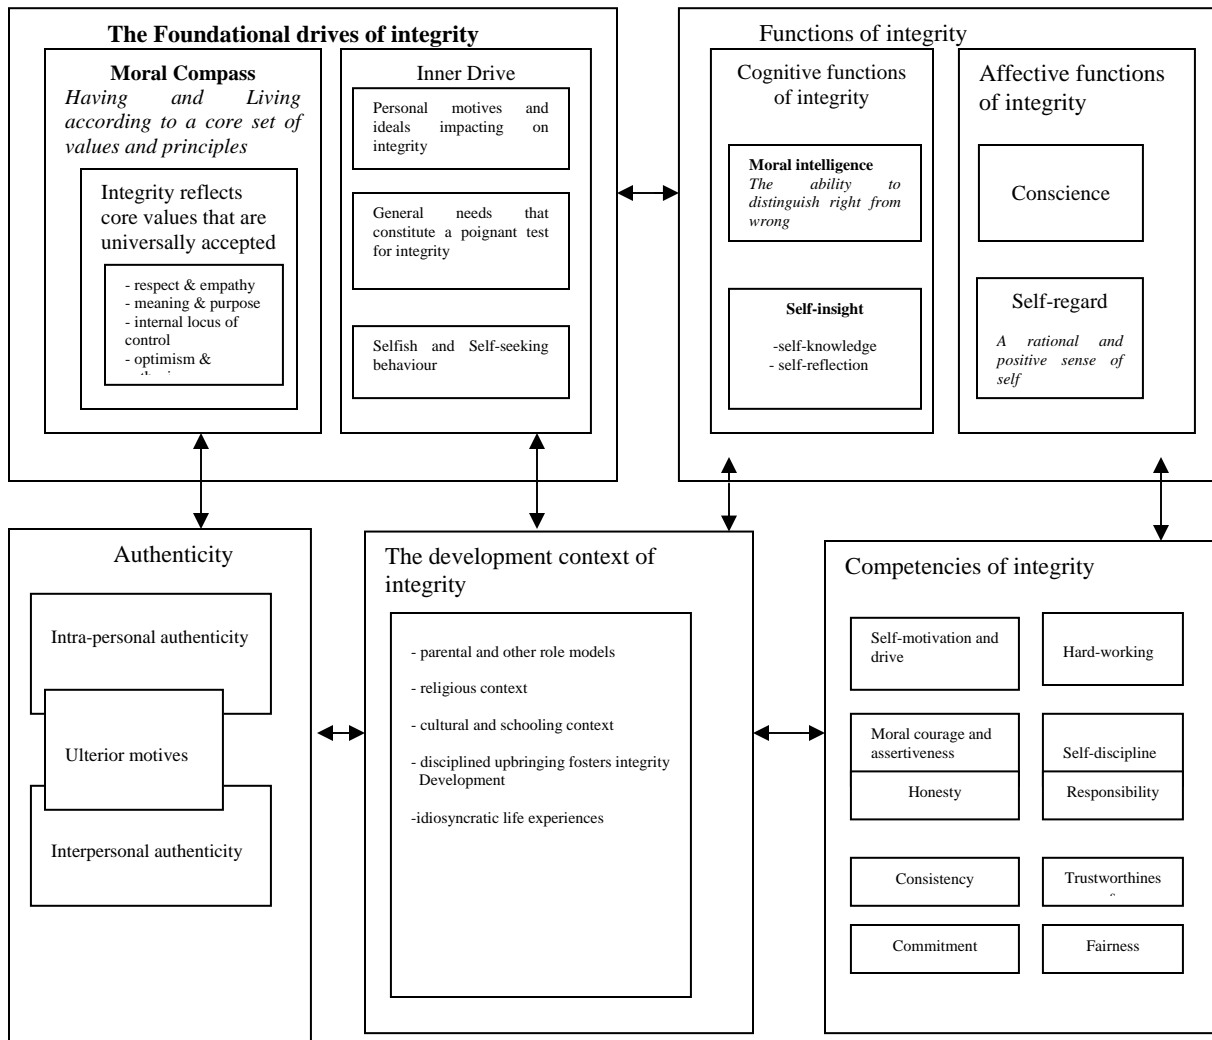 The Foundational drives of integrity
Moral Compass
Having and Living
according to a core set of
values and principles
Integrity reflects
core values that are
universally accepted
- respect & empathy
- meaning & purpose
- internal locus of
control
- optimism &
Inner Drive
Personal motives and
ideals impacting on
integrity
General needs that
constitute a poignant test
for integrity
Selfish and Self-seeking
behaviour
Functions of integrity
Cognitive functions
of integrity
Moral intelligence
The ability to
distinguish right from
wrong
Self-insight
-self-knowledge
- self-reflection
Affective functions
of integrity
Conscience
Self-regard
A rational and
positive sense of
self
Authenticity
Intra-personal authenticity
Ulterior motives
Interpersonal authenticity
The development context of
integrity
- parental and other role models
- religious context
- cultural and schooling context
- disciplined upbringing fosters integrity
Development
-idiosyncratic life experiences
Competencies of integrity
Self-motivation and
drive
Hard-working
Moral courage and
assertiveness
Self-discipline
Honesty
Responsibility
Consistency
Trustworthines
Commitment
Fairness